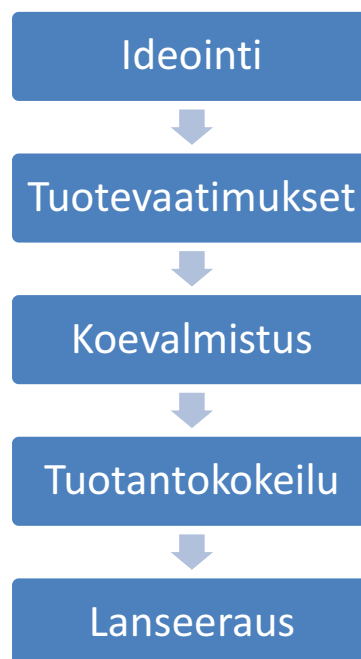 Ideointi
Tuotevaatimukset
Koevalmistus
Tuotantokokeilu
Lanseeraus